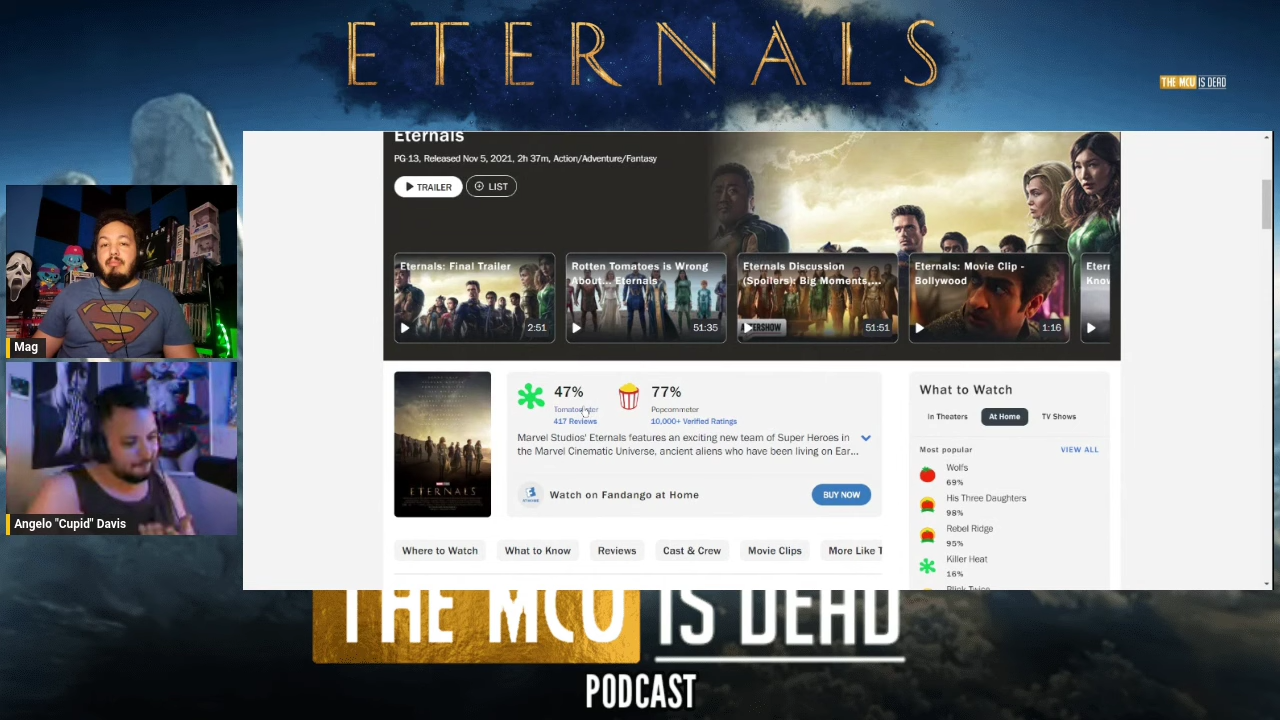 ETERNALS
THE MCU IS DEAD
Eternals
PG-13, Released Nov 5, 2021, 2h 37m, Action/Adventure/Fantasy
TRAILER
LIST
Eternals: Final Trailer
2:51
Rotten Tomatoes is Wrong
About... Eternals
51:35
Eternals Discussion
(Spoilers): Big Moments,...
51:51
Eternals: Movie Clip -
Bollywood
1:16
Mag
Angelo "Cupid" Davis
ETERNALS
47%
Tomatometer
417 Reviews
77%
Popcornmeter
10,000+ Verified Ratings
Marvel Studios' Eternals features an exciting new team of Super Heroes in
the Marvel Cinematic Universe, ancient aliens who have been living on Ear...
Watch on Fandango at Home
BUY NOW
Where to Watch
What to Know
Reviews
Cast & Crew
Movie Clips
More Like T
What to Watch
In Theaters
At Home
TV Shows
Most popular
VIEW ALL
Wolfs
69%
His Three Daughters
98%
Rebel Ridge
95%
Killer Heat
16%
THE MCU IS DEAD
PODCAST